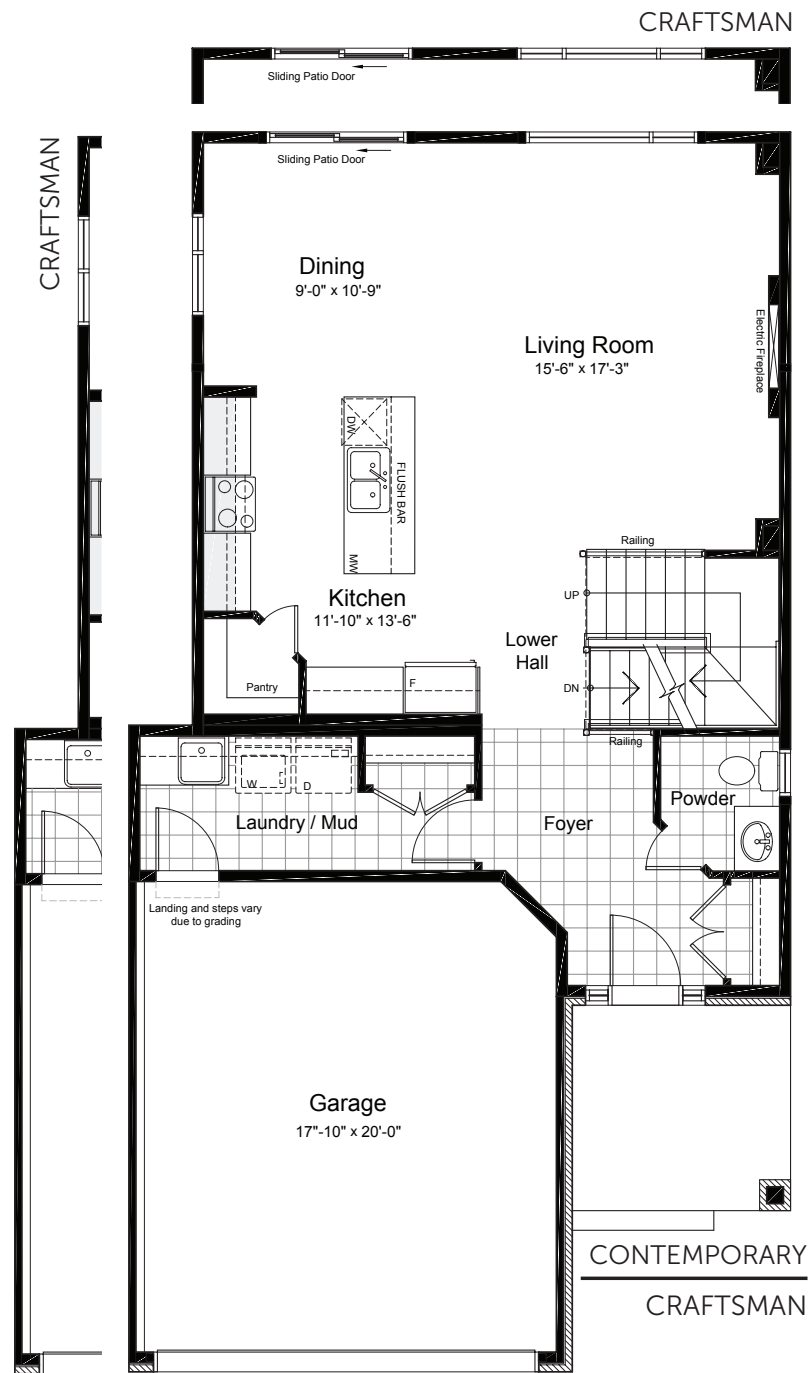 CRAFTSMAN
Sliding Patio Door
CRAFTSMAN
Sliding Patio Door
Dining
9'-0" x 10'-9"
Living Room
15'-6" x 17'-3"
Electric Fireplace
DW
FLUSH BAR
MW
Kitchen
11'-10" x 13'-6"
Railing
UP
Lower
Hall
DN
Pantry
F
Railing
W
D
Laundry / Mud
Foyer
Powder
Landing and steps vary
due to grading
Garage
17"-10" x 20'-0"
CONTEMPORARY
CRAFTSMAN